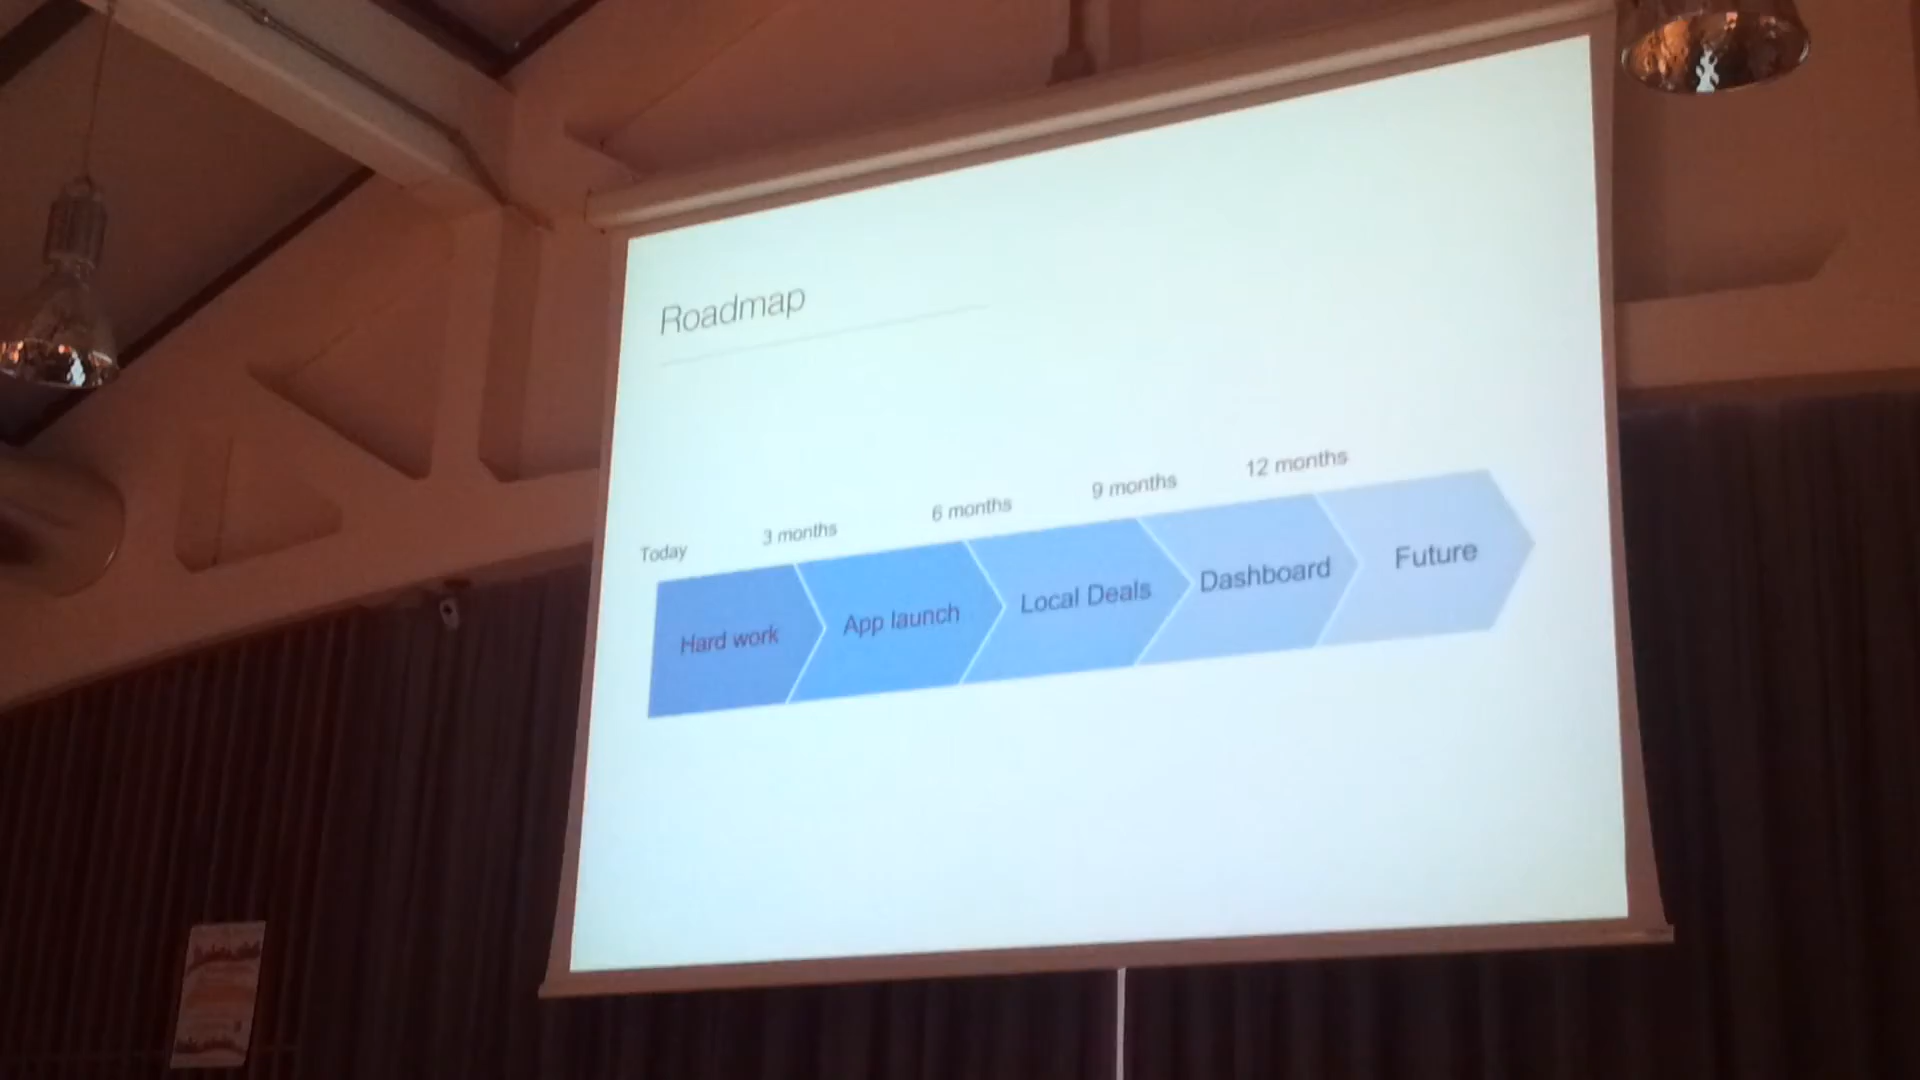 Roadmap
Today
3 months
6 months
9 months
12 months
Hard work
App launch
Local Deals
Dashboard
Future